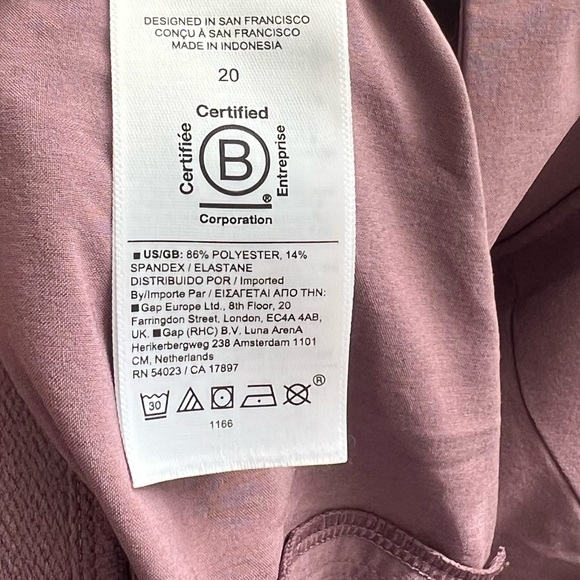 DESIGNED IN SAN FRANCISCO
CONÇU À SAN FRANCISCO
MADE IN INDONESIA
20
Certified
Certifiée
B
Entreprise
®
Corporation
■ US/GB: 86% POLYESTER, 14%
SPANDEX / ELASTANE
DISTRIBUIDO POR / Imported
By/Importe Par / ΕΙΣΑΓΕΤΑΙ ΑΠΟ ΤΗΝ:
■Gap Europe Ltd., 8th Floor, 20
Farringdon Street, London, EC4A 4AB,
UK. ■Gap (RHC) B.V. Luna ArenA
Herikerbergweg 238 Amsterdam 1101
CM, Netherlands
RN 54023 / CA 17897
30
®
1166